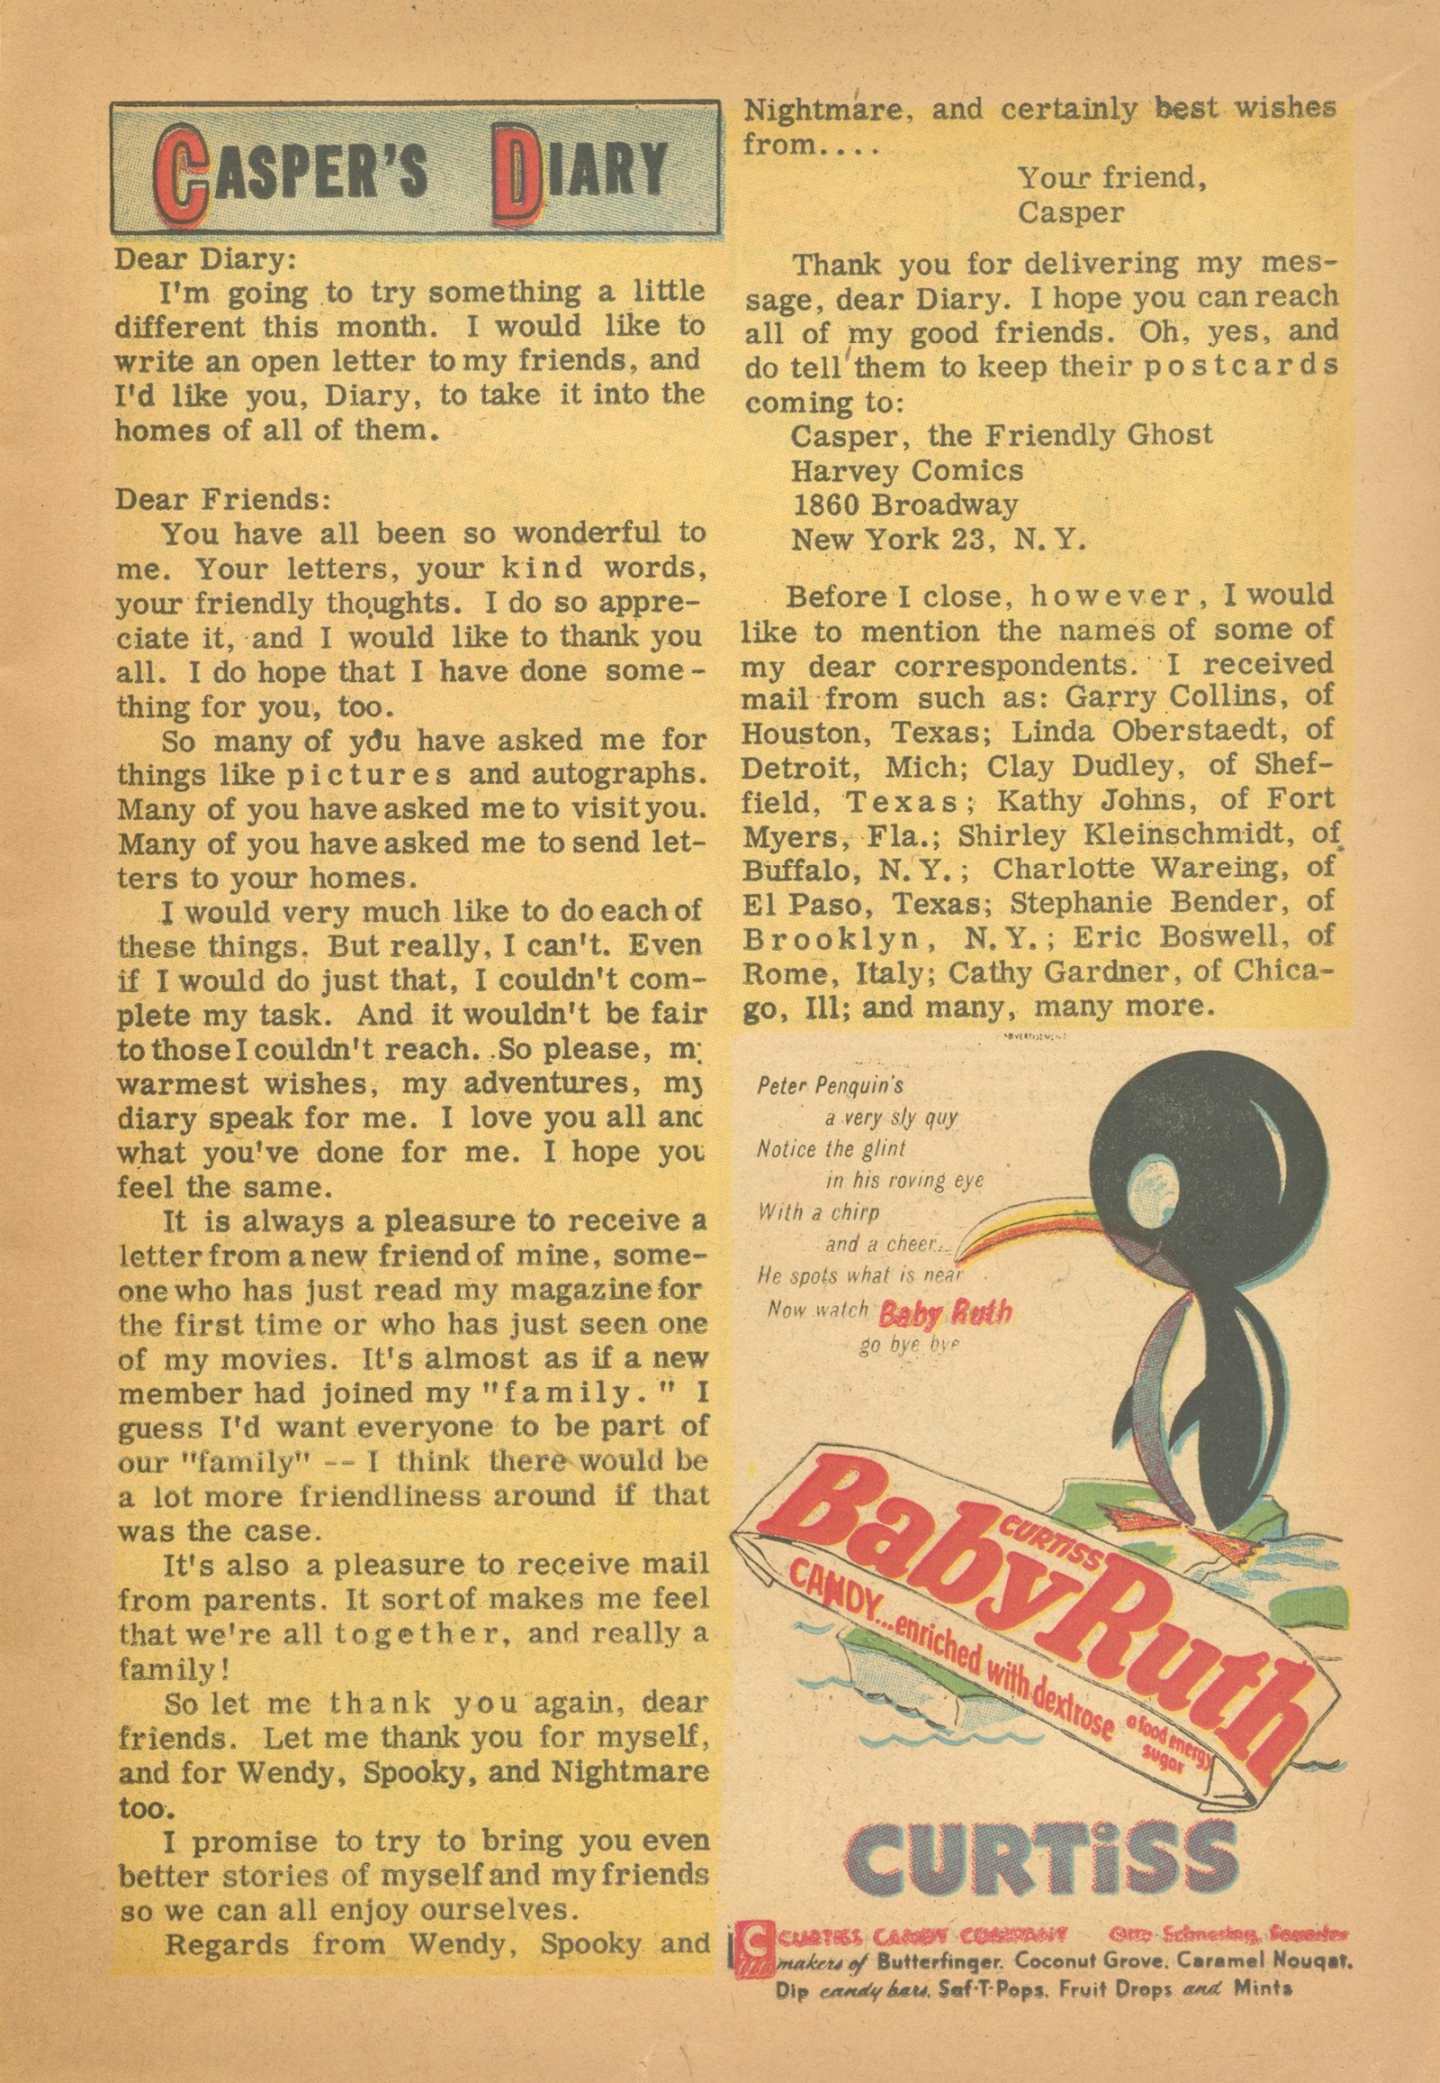 CASPER'S DIARY
Dear Diary:
I'm going to try something a little
different this month. I would like to
write an open letter to my friends, and
I'd like you, Diary, to take it into the
homes of all of them.
Dear Friends:
You have all been so wonderful to
me. Your letters, your kind words,
your friendly thoughts. I do so appre-
ciate it, and I would like to thank you
all. I do hope that I have done some-
thing for you, too.
So many of you have asked me for
things like pictures and autographs.
Many of you have asked me to visit you.
Many of you have asked me to send let-
ters to your homes.
I would very much like to do each of
these things. But really, I can't. Even
if I would do just that, I couldn't com-
plete my task. And it wouldn't be fair
to those I couldn't reach. So please, my
warmest wishes, my adventures, my
diary speak for me. I love you all and
what you've done for me. I hope you
feel the same.
It is always a pleasure to receive a
letter from a new friend of mine, some-
one who has just read my magazine for
the first time or who has just seen one
of my movies. It's almost as if a new
member had joined my "family." I
guess I'd want everyone to be part of
our "family" -- I think there would be
a lot more friendliness around if that
was the case.
It's also a pleasure to receive mail
from parents. It sort of makes me feel
that we're all together, and really a
family!
So let me thank you again, dear
friends. Let me thank you for myself,
and for Wendy, Spooky, and Nightmare
too.
I promise to try to bring you even
better stories of myself and my friends
so we can all enjoy ourselves.
Regards from Wendy, Spooky and
Nightmare, and certainly best wishes
from....
Your friend,
Casper
Thank you for delivering my mes-
sage, dear Diary. I hope you can reach
all of my good friends. Oh, yes, and
do tell them to keep their postcards
coming to:
Casper, the Friendly Ghost
Harvey Comics
1860 Broadway
New York 23, N.Y.
Before I close, however, I would
like to mention the names of some of
my dear correspondents. I received
mail from such as: Garry Collins, of
Houston, Texas; Linda Oberstaedt, of
Detroit, Mich; Clay Dudley, of Shef-
field, Texas; Kathy Johns, of Fort
Myers, Fla.; Shirley Kleinschmidt, of
Buffalo, N.Y.; Charlotte Wareing, of
El Paso, Texas; Stephanie Bender, of
Brooklyn, N.Y.; Eric Boswell, of
Rome, Italy; Cathy Gardner, of Chica-
go, Ill; and many, many more.
ADVERTISEMENT
Peter Penquin's
a very sly guy
Notice the glint
in his roving eye
With a chirp
and a cheer...
He spots what is near
Now watch Baby Ruth
go bye bye
CURTISS
Baby Ruth
CANDY...enriched with dextrose
a food energy
sugar
CURTiSS
C CURTISS CANDY COMPANY Otto Schnering, Founder
makers of Butterfinger, Coconut Grove, Caramel Nougat,
Dip candy bars, Saf-T-Pops, Fruit Drops and Mints